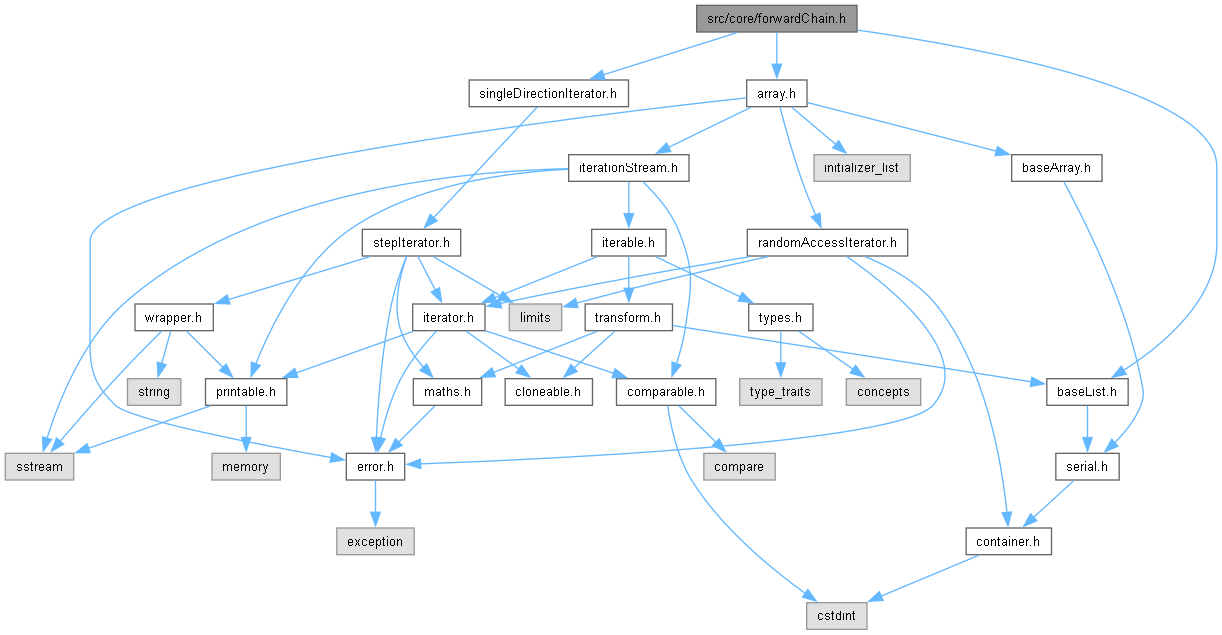 src/core/forwardChain.h
singleDirectionIterator.h
array.h
iterationStream.h
initializer_list
baseArray.h
stepIterator.h
iterable.h
randomAccessIterator.h
wrapper.h
iterator.h
limits
transform.h
types.h
string
printable.h
maths.h
cloneable.h
comparable.h
type_traits
concepts
baseList.h
sstream
memory
error.h
compare
serial.h
exception
container.h
cstdint